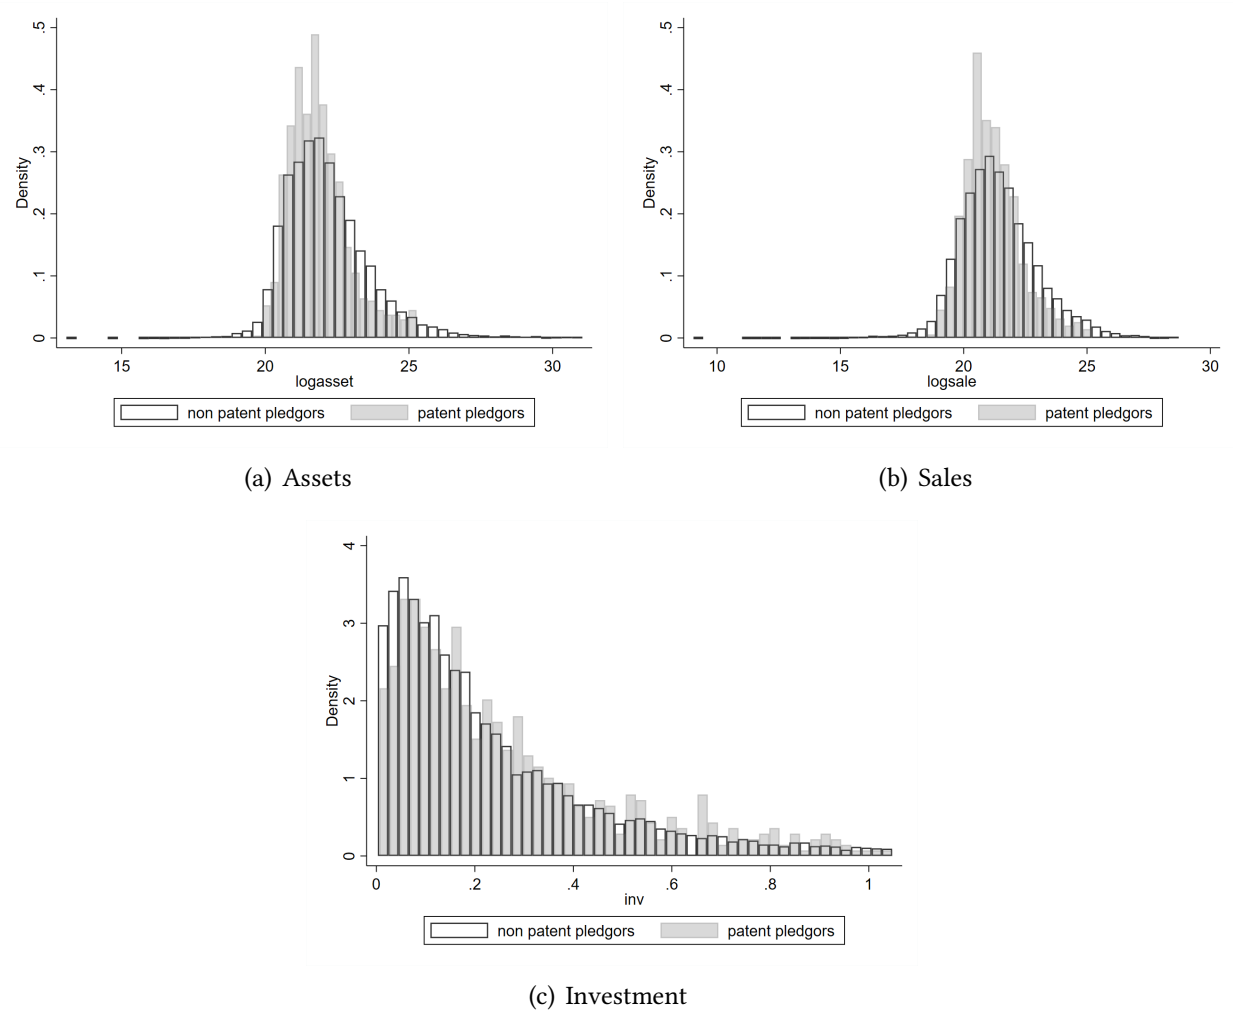 Density
.5
.4
.3
.2
.1
0
15 20 25 30
logasset
non patent pledgors patent pledgors
(a) Assets
Density
.5
.4
.3
.2
.1
0
10 15 20 25 30
logsale
non patent pledgors patent pledgors
(b) Sales
Density
4
3
2
1
0
0 .2 .4 .6 .8 1
inv
non patent pledgors patent pledgors
(c) Investment